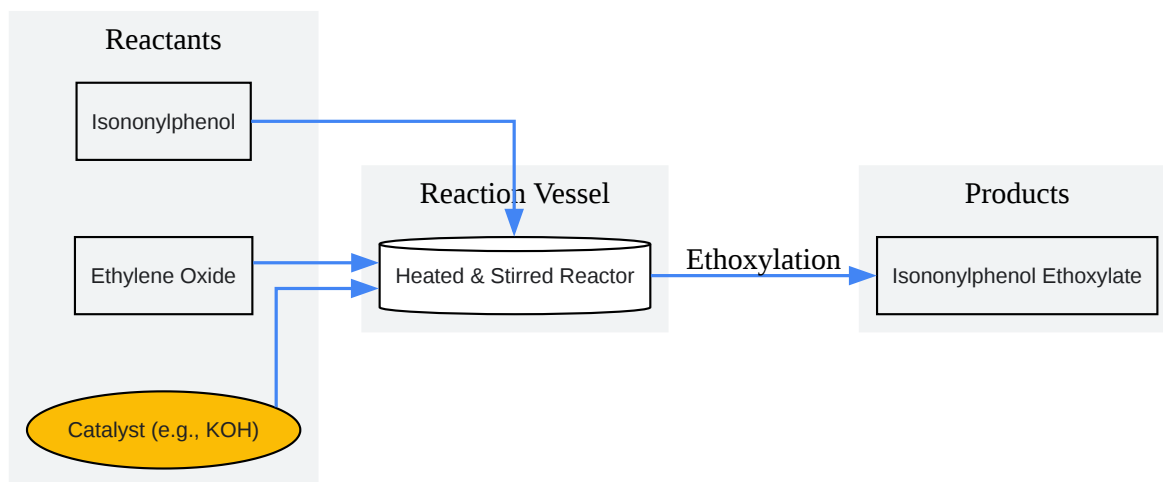 Reactants
Isononylphenol
Reaction Vessel
Products
Ethylene Oxide
Heated & Stirred Reactor
Ethoxylation
Isononylphenol Ethoxylate
Catalyst (e.g., KOH)